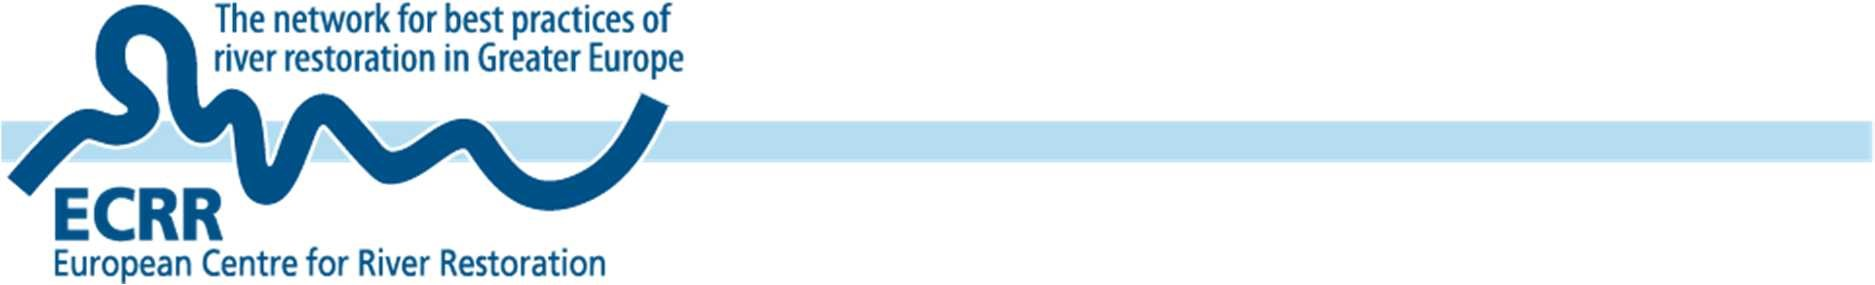 The network for best practices of
river restoration in Greater Europe
ECRR
European Centre for River Restoration